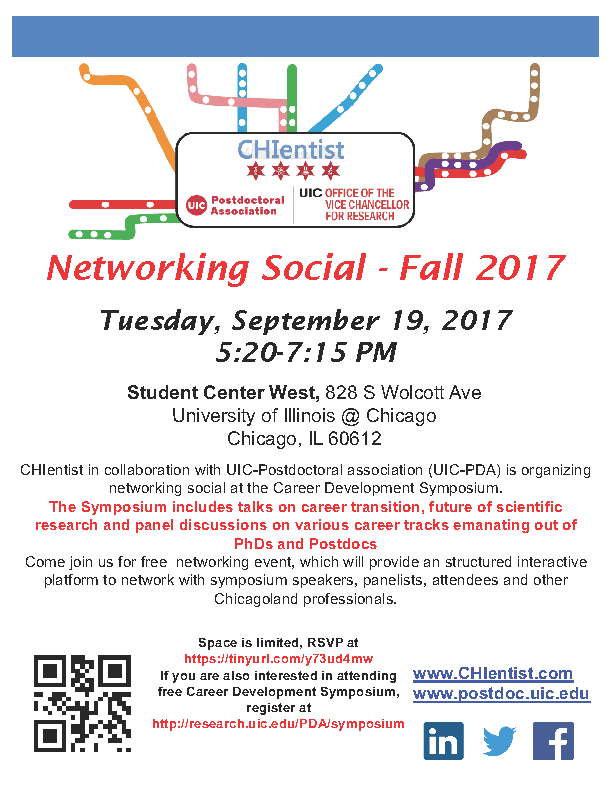 CHIentist
UIC Postdoctoral Association
UIC OFFICE OF THE
VICE CHANCELLOR
FOR RESEARCH
Networking Social - Fall 2017
Tuesday, September 19, 2017
5:20-7:15 PM
Student Center West, 828 S Wolcott Ave
University of Illinois @ Chicago
Chicago, IL 60612
CHIentist in collaboration with UIC-Postdoctoral association (UIC-PDA) is organizing
networking social at the Career Development Symposium.
The Symposium includes talks on career transition, future of scientific
research and panel discussions on various career tracks emanating out of
PhDs and Postdocs
Come join us for free networking event, which will provide an structured interactive
platform to network with symposium speakers, panelists, attendees and other
Chicagoland professionals.
Space is limited, RSVP at
https://tinyurl.com/y73ud4mw
If you are also interested in attending
free Career Development Symposium,
register at
http://research.uic.edu/PDA/symposium
www.CHIentist.com
www.postdoc.uic.edu
in
f